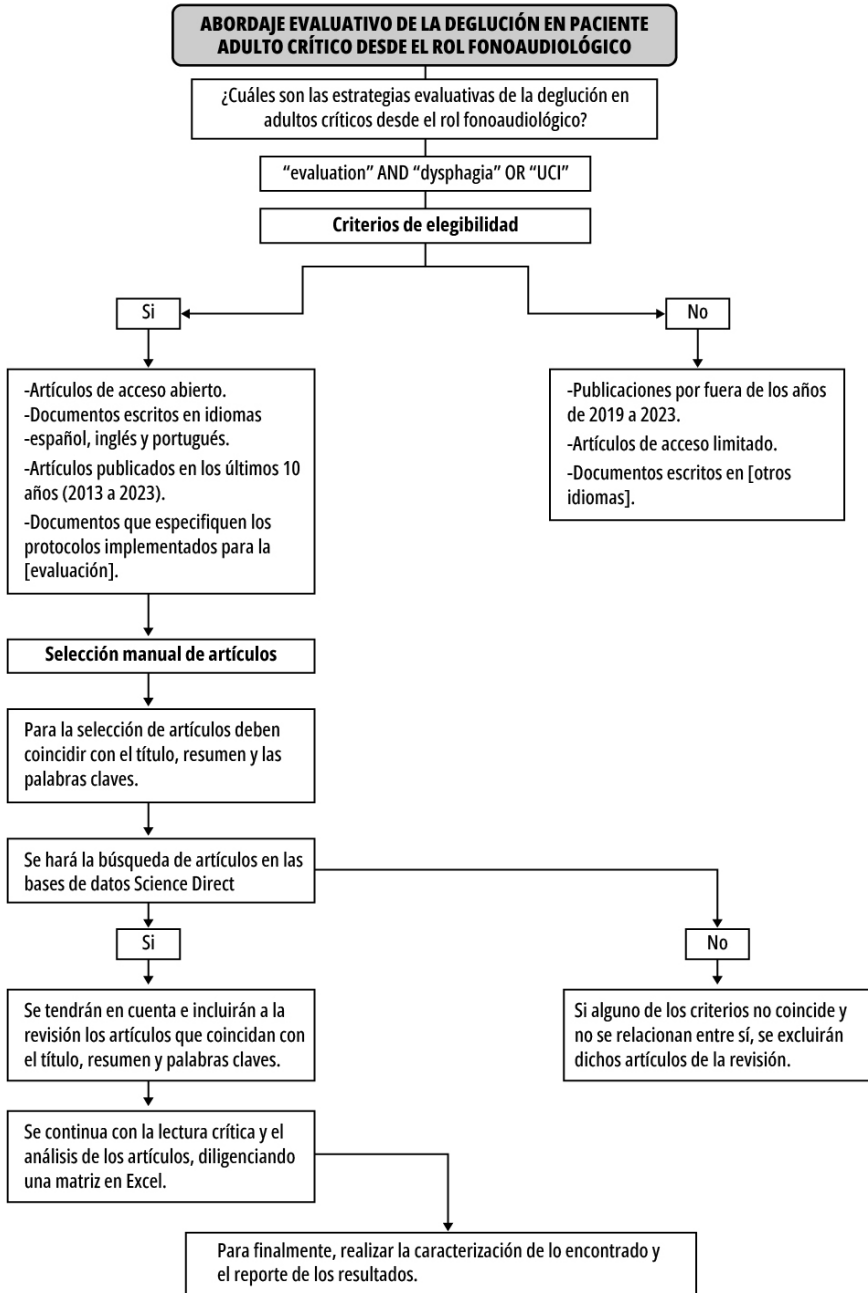 ABORDAJE EVALUATIVO DE LA DEGLUCIÓN EN PACIENTE
ADULTO CRÍTICO DESDE EL ROL FONOAUDIOLÓGICO
¿Cuáles son las estrategias evaluativas de la deglución en
adultos críticos desde el rol fonoaudiológico?
“evaluation” AND “dysphagia” OR “UCI”
Criterios de elegibilidad
Si
No
-Artículos de acceso abierto.
-Documentos escritos en idiomas
-español, inglés y portugués.
-Artículos publicados en los últimos 10
años (2013 a 2023).
-Documentos que especifiquen los
protocolos implementados para la
[evaluación].
-Publicaciones por fuera de los años
de 2019 a 2023.
-Artículos de acceso limitado.
-Documentos escritos en [otros
idiomas].
Selección manual de artículos
Para la selección de artículos deben
coincidir con el título, resumen y las
palabras claves.
Se hará la búsqueda de artículos en las
bases de datos Science Direct
Si
No
Se tendrán en cuenta e incluirán a la
revisión los artículos que coincidan con
el título, resumen y palabras claves.
Si alguno de los criterios no coincide y
no se relacionan entre sí, se excluirán
dichos artículos de la revisión.
Se continua con la lectura crítica y el
análisis de los artículos, diligenciando
una matriz en Excel.
Para finalmente, realizar la caracterización de lo encontrado y
el reporte de los resultados.